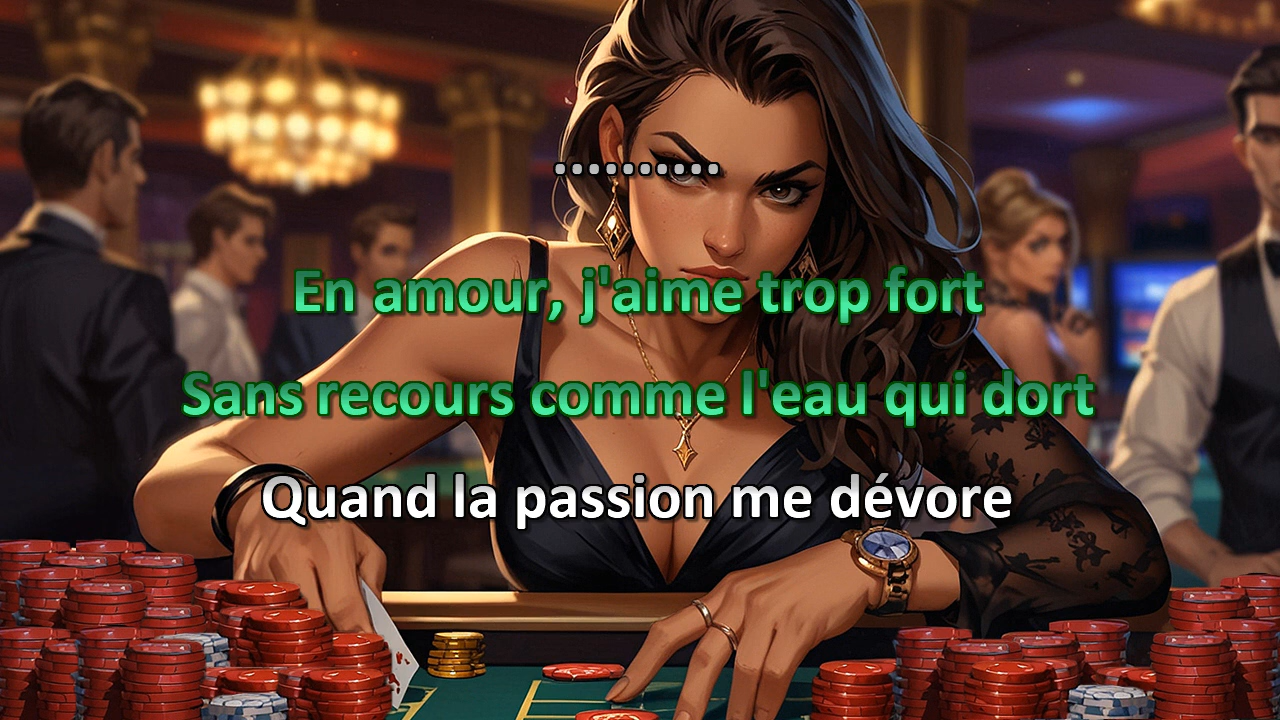 ..........
En amour, j'aime trop fort
Sans recours comme l'eau qui dort
Quand la passion me dévore